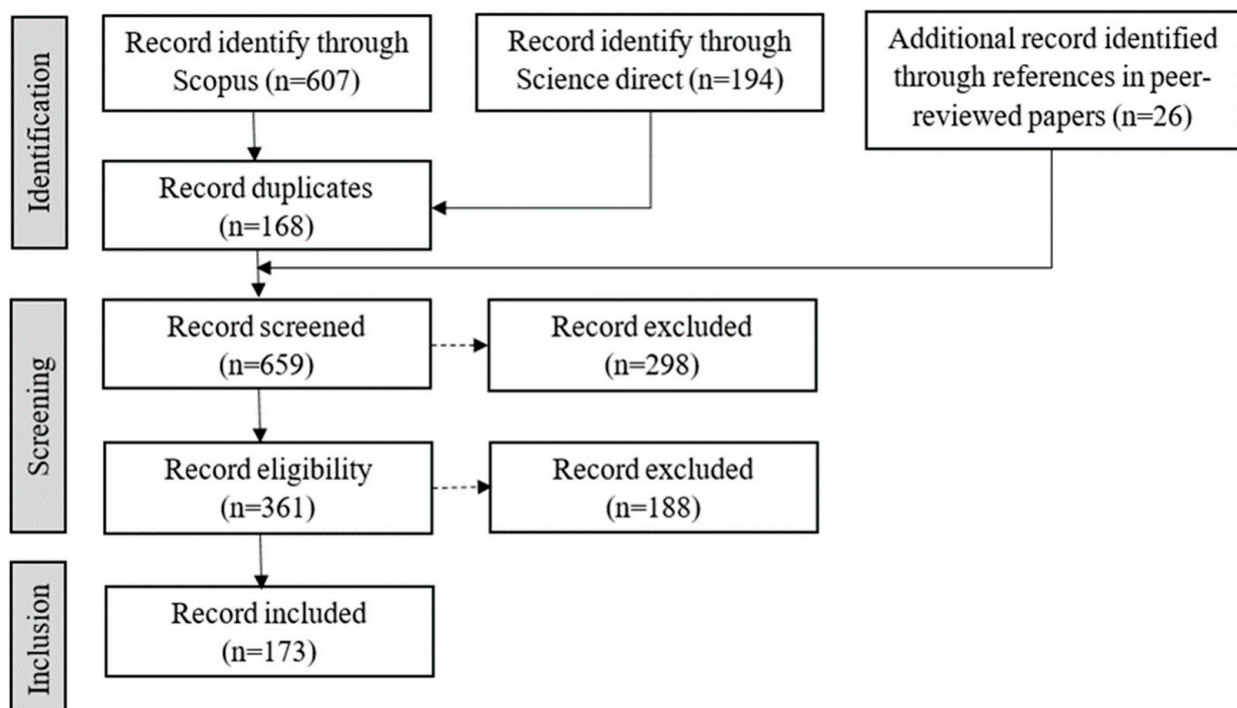 Identification
Record identify through
Scopus (n=607)
Record identify through
Science direct (n=194)
Additional record identified
through references in peer-
reviewed papers (n=26)
Record duplicates
(n=168)
Screening
Record screened
(n=659)
Record excluded
(n=298)
Record eligibility
(n=361)
Record excluded
(n=188)
Inclusion
Record included
(n=173)